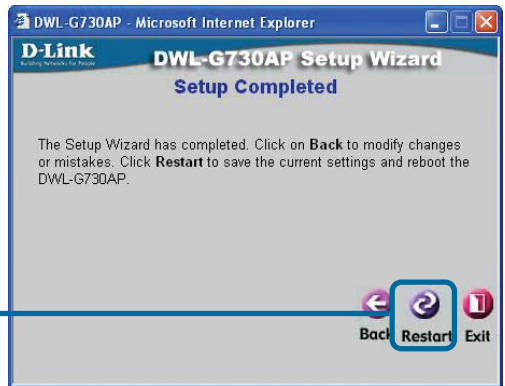 DWL-G730AP - Microsoft Internet Explorer
D-Link
Building Networks for People
DWL-G730AP Setup Wizard
Setup Completed
The Setup Wizard has completed. Click on Back to modify changes
or mistakes. Click Restart to save the current settings and reboot the
DWL-G730AP.
Back Restart Exit